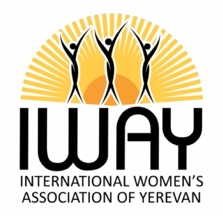 IWAY
INTERNATIONAL WOMEN'S
ASSOCIATION OF YEREVAN